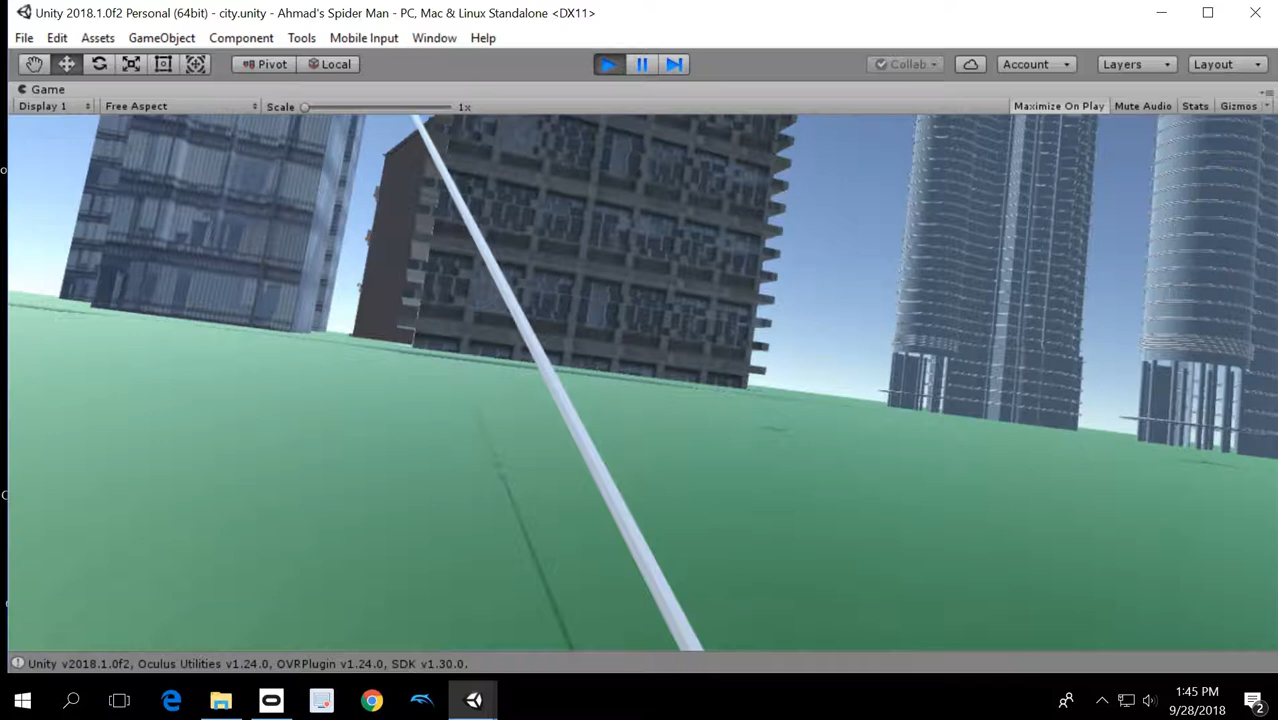 Unity 2018.1.0f2 Personal (64bit) - city.unity - Ahmad's Spider Man - PC, Mac & Linux Standalone <DX11>
File Edit Assets GameObject Component Tools Mobile Input Window Help
Pivot Local Collab Account Layers Layout
Game
Display 1 Free Aspect Scale 1x Maximize On Play Mute Audio Stats Gizmos
Unity v2018.1.0f2, Oculus Utilities v1.24.0, OVRPlugin v1.24.0, SDK v1.30.0.
1:45 PM
9/28/2018
2